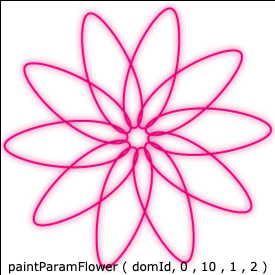 paintParamFlower ( domId, 0 , 10 , 1 , 2 )